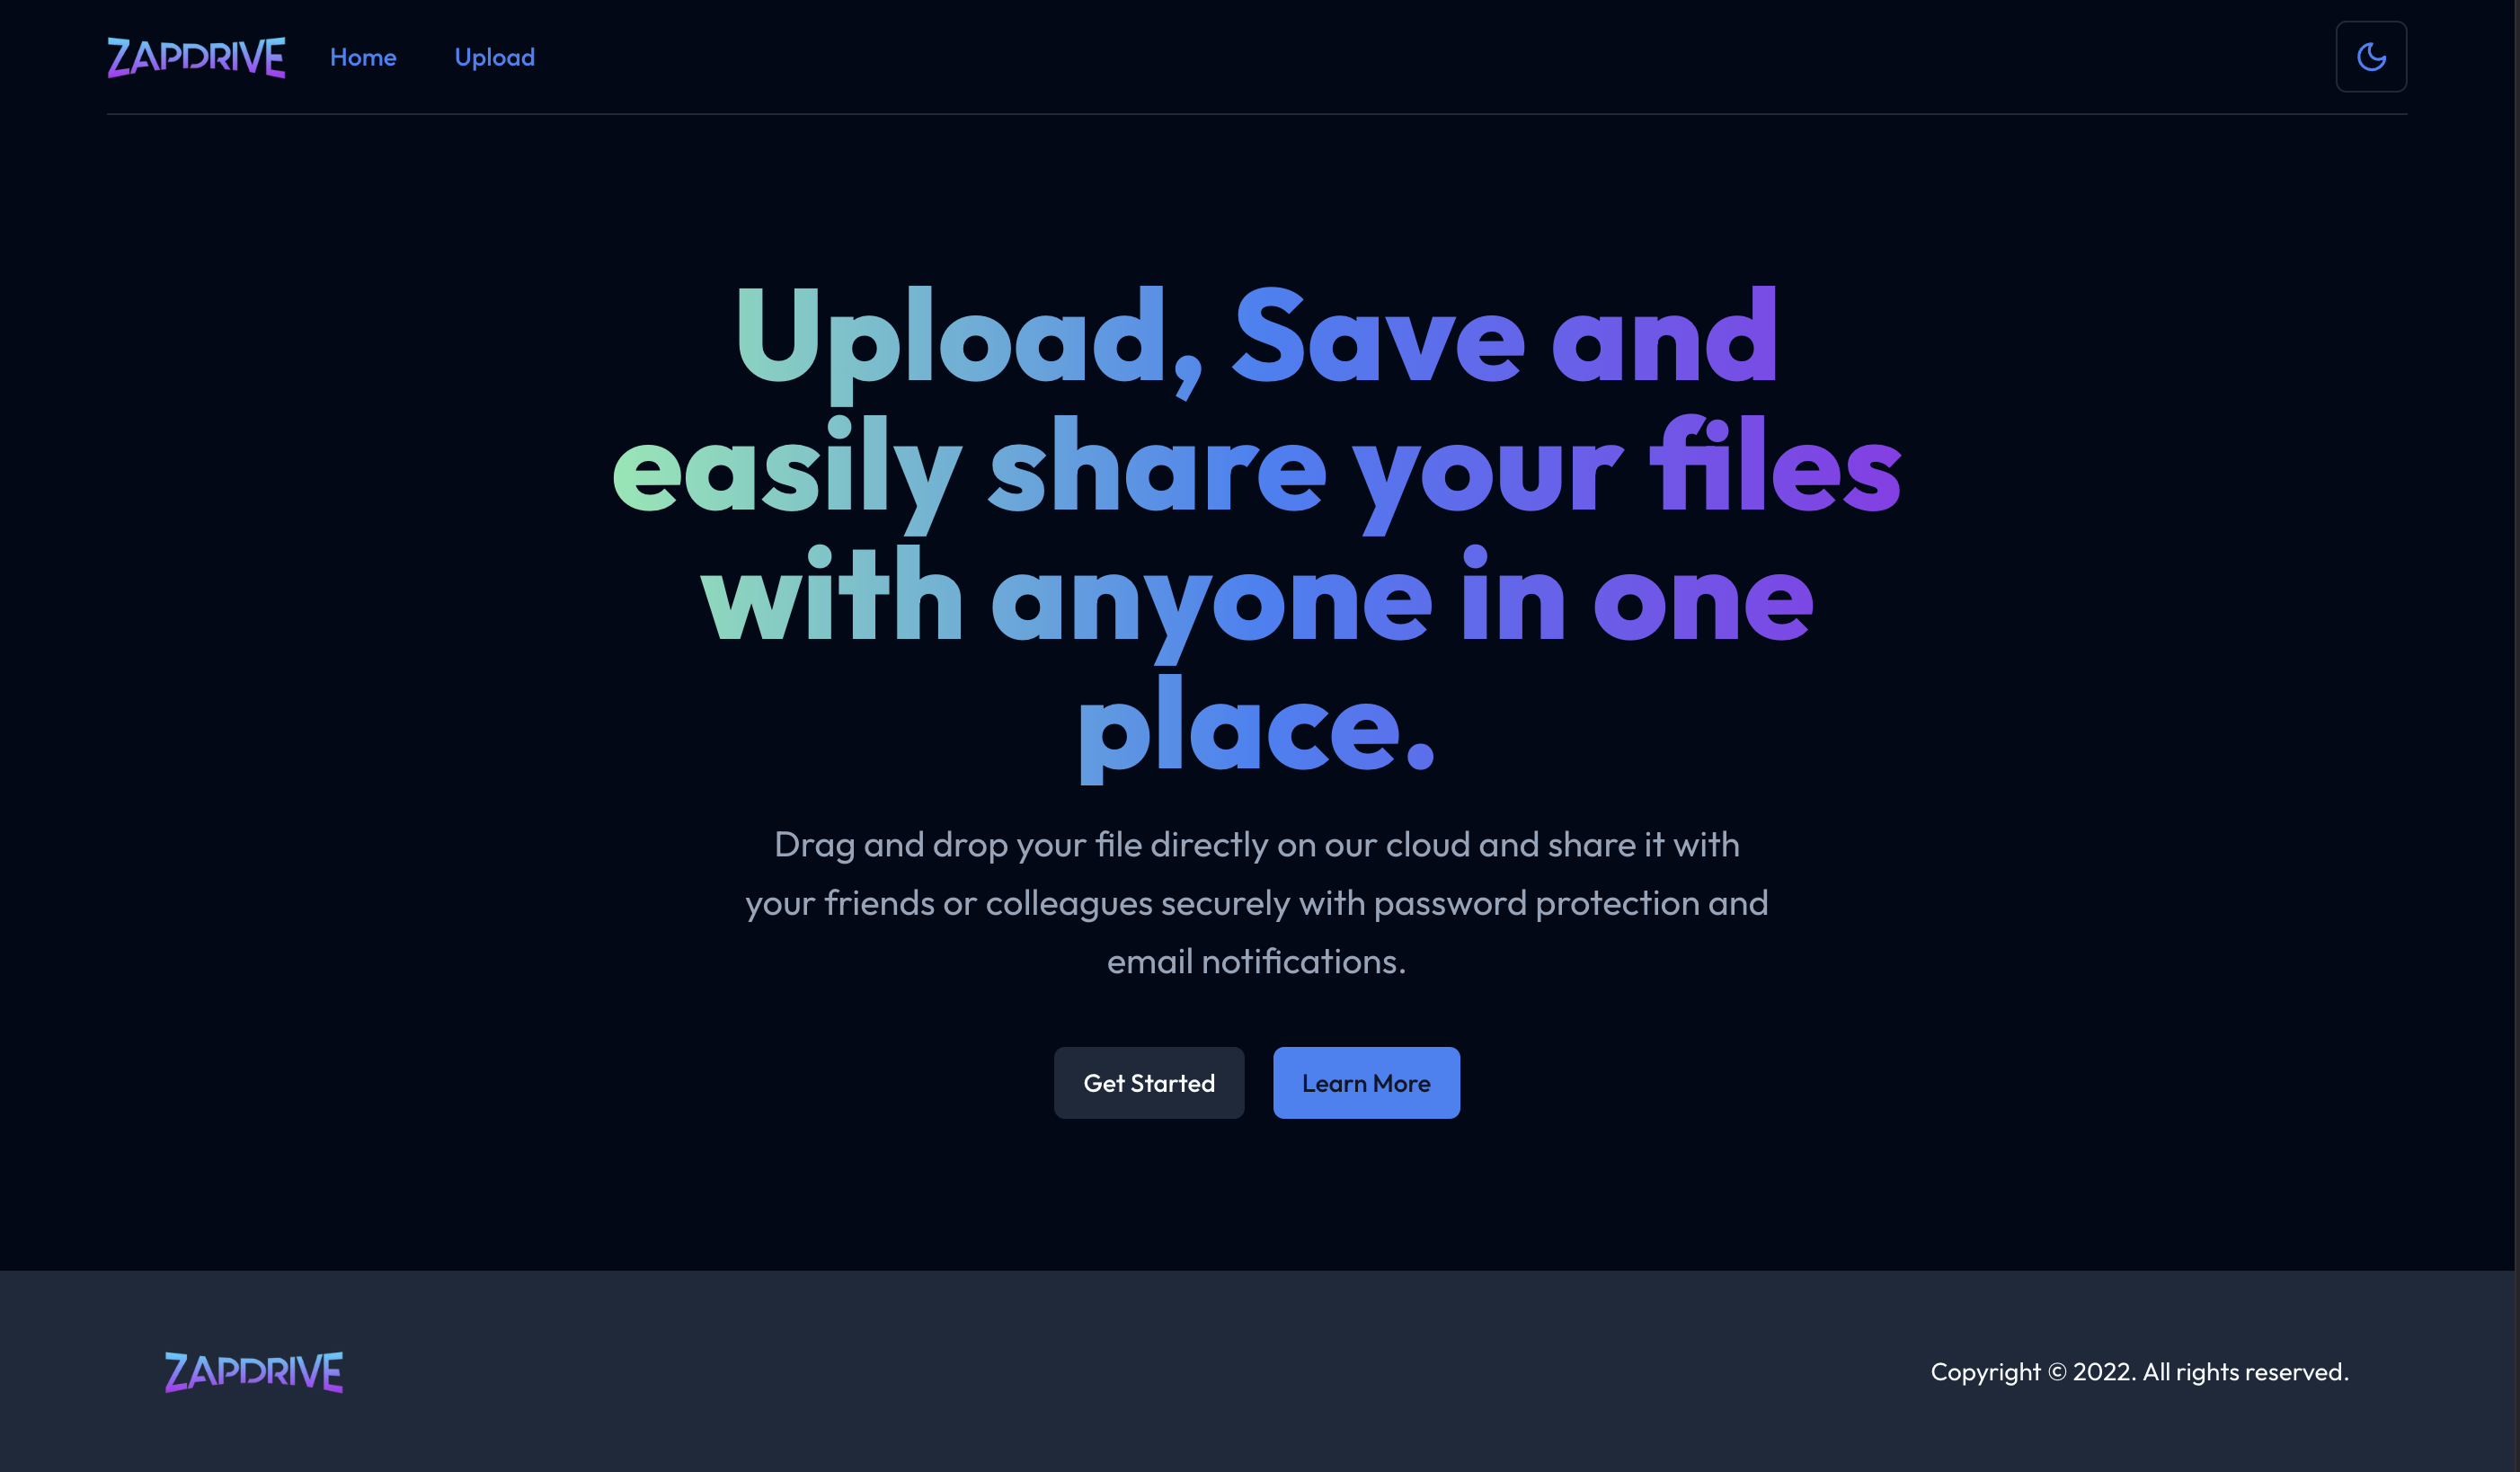 ZAPDRIVE Home Upload
Upload, Save and
easily share your files
with anyone in one
place.
Drag and drop your file directly on our cloud and share it with
your friends or colleagues securely with password protection and
email notifications.
Get Started Learn More
ZAPDRIVE Copyright © 2022. All rights reserved.